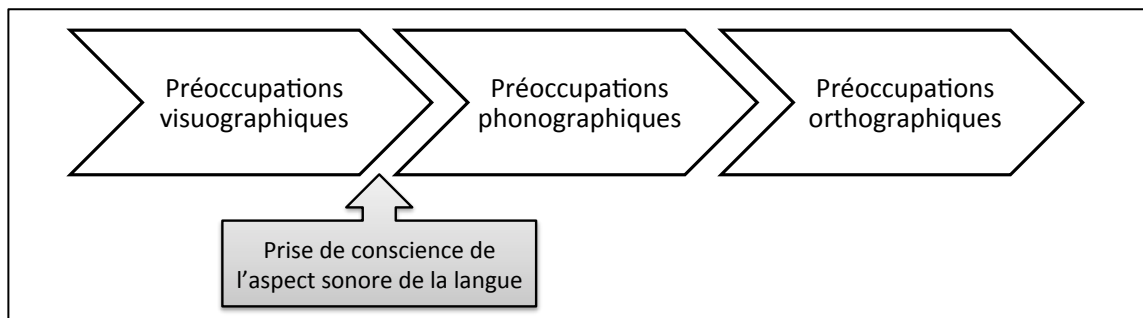 Préoccupations
visuographiques
Préoccupations
phonographiques
Préoccupations
orthographiques
Prise de conscience de
l’aspect sonore de la langue